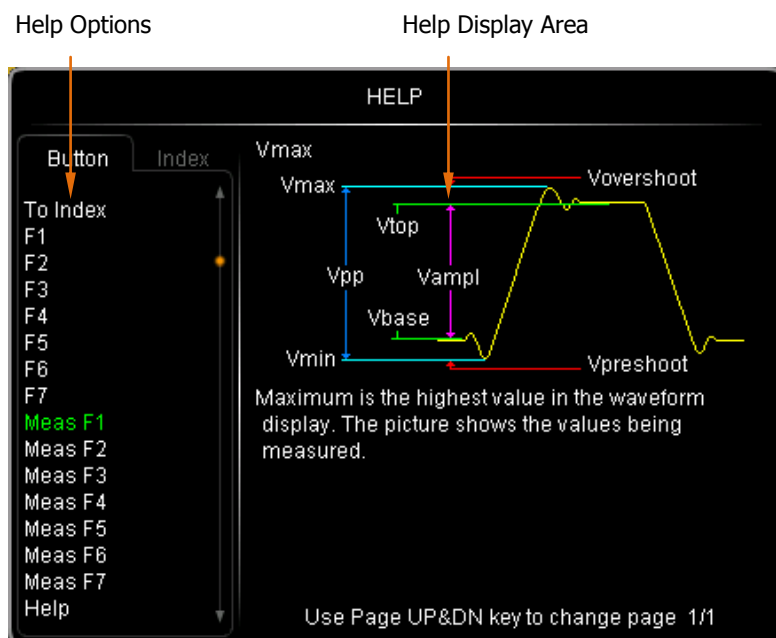 Help Options
Help Display Area
HELP
Button
Index
To Index
F1
F2
F3
F4
F5
F6
F7
Meas F1
Meas F2
Meas F3
Meas F4
Meas F5
Meas F6
Meas F7
Help
Vmax
Vmax
Vovershoot
Vtop
Vpp
Vampl
Vbase
Vmin
Vpreshoot
Maximum is the highest value in the waveform
display. The picture shows the values being
measured.
Use Page UP&DN key to change page 1/1